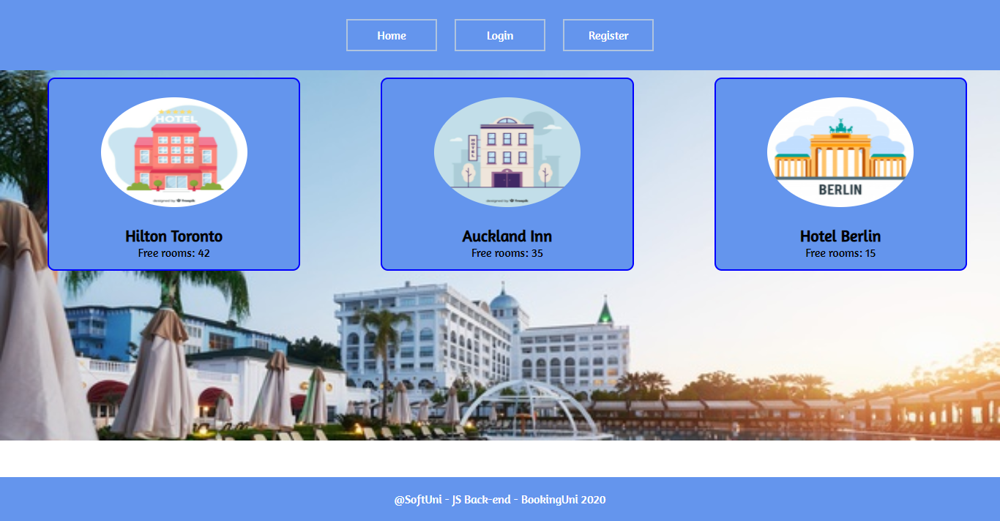 Home
Login
Register
HOTEL
designed by freepik
HOTEL
designed by freepik
BERLIN
Hilton Toronto
Free rooms: 42
Auckland Inn
Free rooms: 35
Hotel Berlin
Free rooms: 15
@SoftUni - JS Back-end - BookingUni 2020